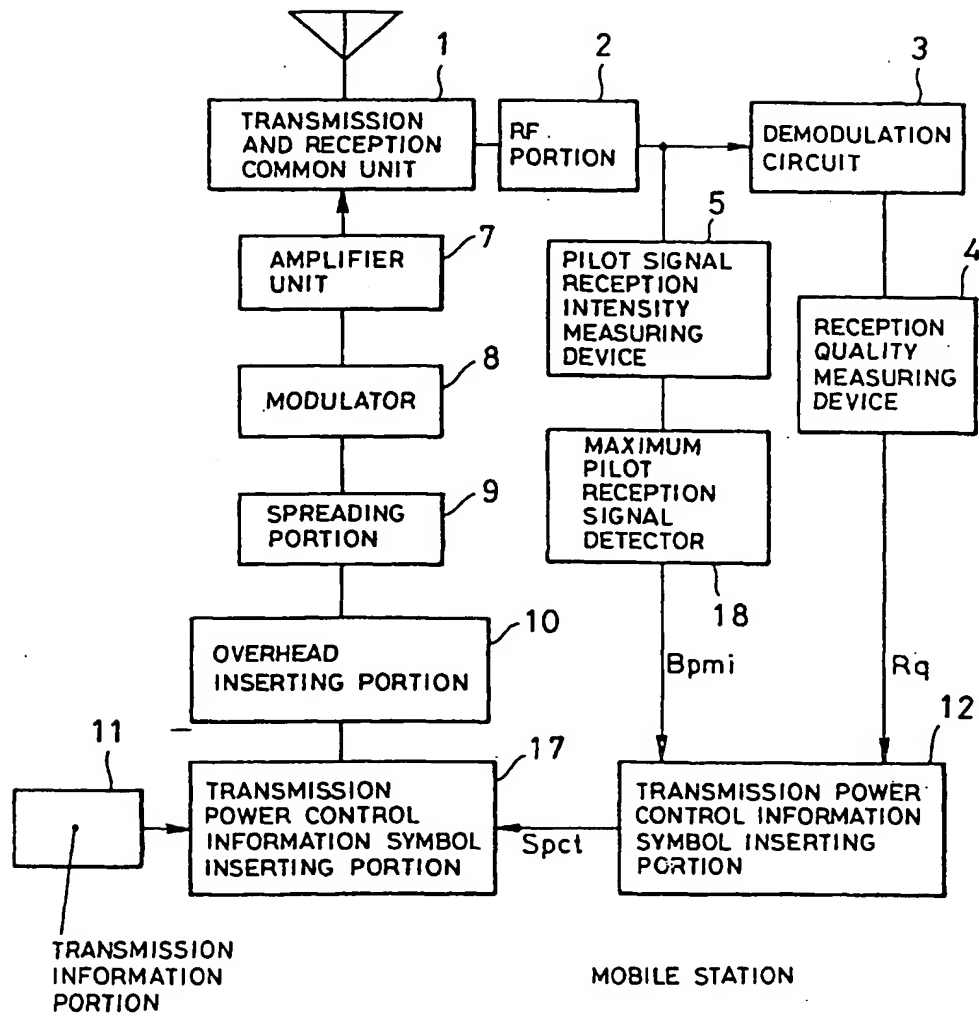 1
2
3
TRANSMISSION
AND RECEPTION
COMMON UNIT
RF
PORTION
DEMODULATION
CIRCUIT
7
AMPLIFIER
UNIT
5
PILOT SIGNAL
RECEPTION
INTENSITY
MEASURING
DEVICE
4
RECEPTION
QUALITY
MEASURING
DEVICE
8
MODULATOR
MAXIMUM
PILOT
RECEPTION
SIGNAL
DETECTOR
18
9
SPREADING
PORTION
10
OVERHEAD
INSERTING PORTION
Bpmi
Rq
11
17
TRANSMISSION
POWER CONTROL
INFORMATION SYMBOL
INSERTING PORTION
Spct
12
TRANSMISSION POWER
CONTROL INFORMATION
SYMBOL INSERTING
PORTION
TRANSMISSION
INFORMATION
PORTION
MOBILE STATION